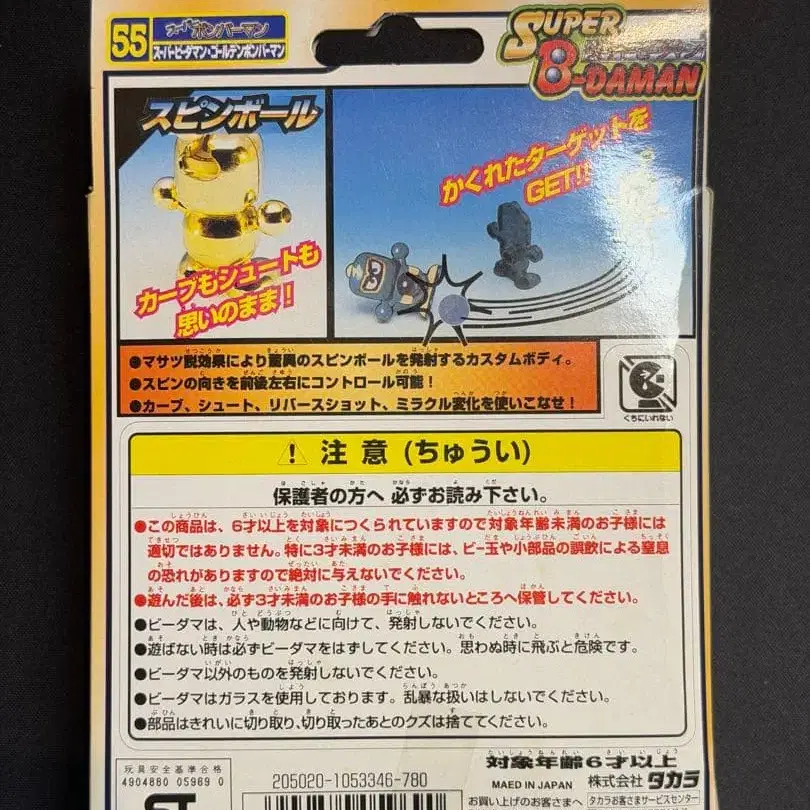 55
スーパーボンバーマン
スーパービーダマン・ゴールデンボンバーマン
SUPER
B-DAMAN
スピンボール
かくれたターゲットを
GET!!
カーブもシュートも
思いのまま!
●マサツ説効果により驚異のスピンボールを発射するカスタムボディ。
●スピンの向きを前後左右にコントロール可能!
●カーブ、シュート、リバースショット、ミラクル変化を使いこなせ!
くちにいれない
注意(ちゅうい)
保護者の方へ 必ずお読み下さい。
●この商品は、6才以上を対象につくられていますので対象年齢未満のお子様には
適切ではありません。特に3才未満のお子様には、ビー玉や小部品の誤飲による窒息
の恐れがありますので絶対に与えないでください。
●遊んだ後は、必ず3才未満のお子様の手に触れないところへ保管してください。
●ビーダマは、人や動物などに向けて、発射しないでください。
●遊ばない時は必ずビーダマをはずしてください。思わぬ時に飛ぶと危険です。
●ビーダマ以外のものを発射しないでください。
●ビーダマはガラスを使用しております。乱暴な扱いはしないでください。
●部品はきれいに切り取り、切り取ったあとのクズは捨ててください。
玩具安全基準合格
4904880 05969 0
ST
205020-1053346-780
対象年齢6才以上
MAED IN JAPAN 株式会社 タカラ
お買い上げのお客さまへ タカラお客さまサービスセンター